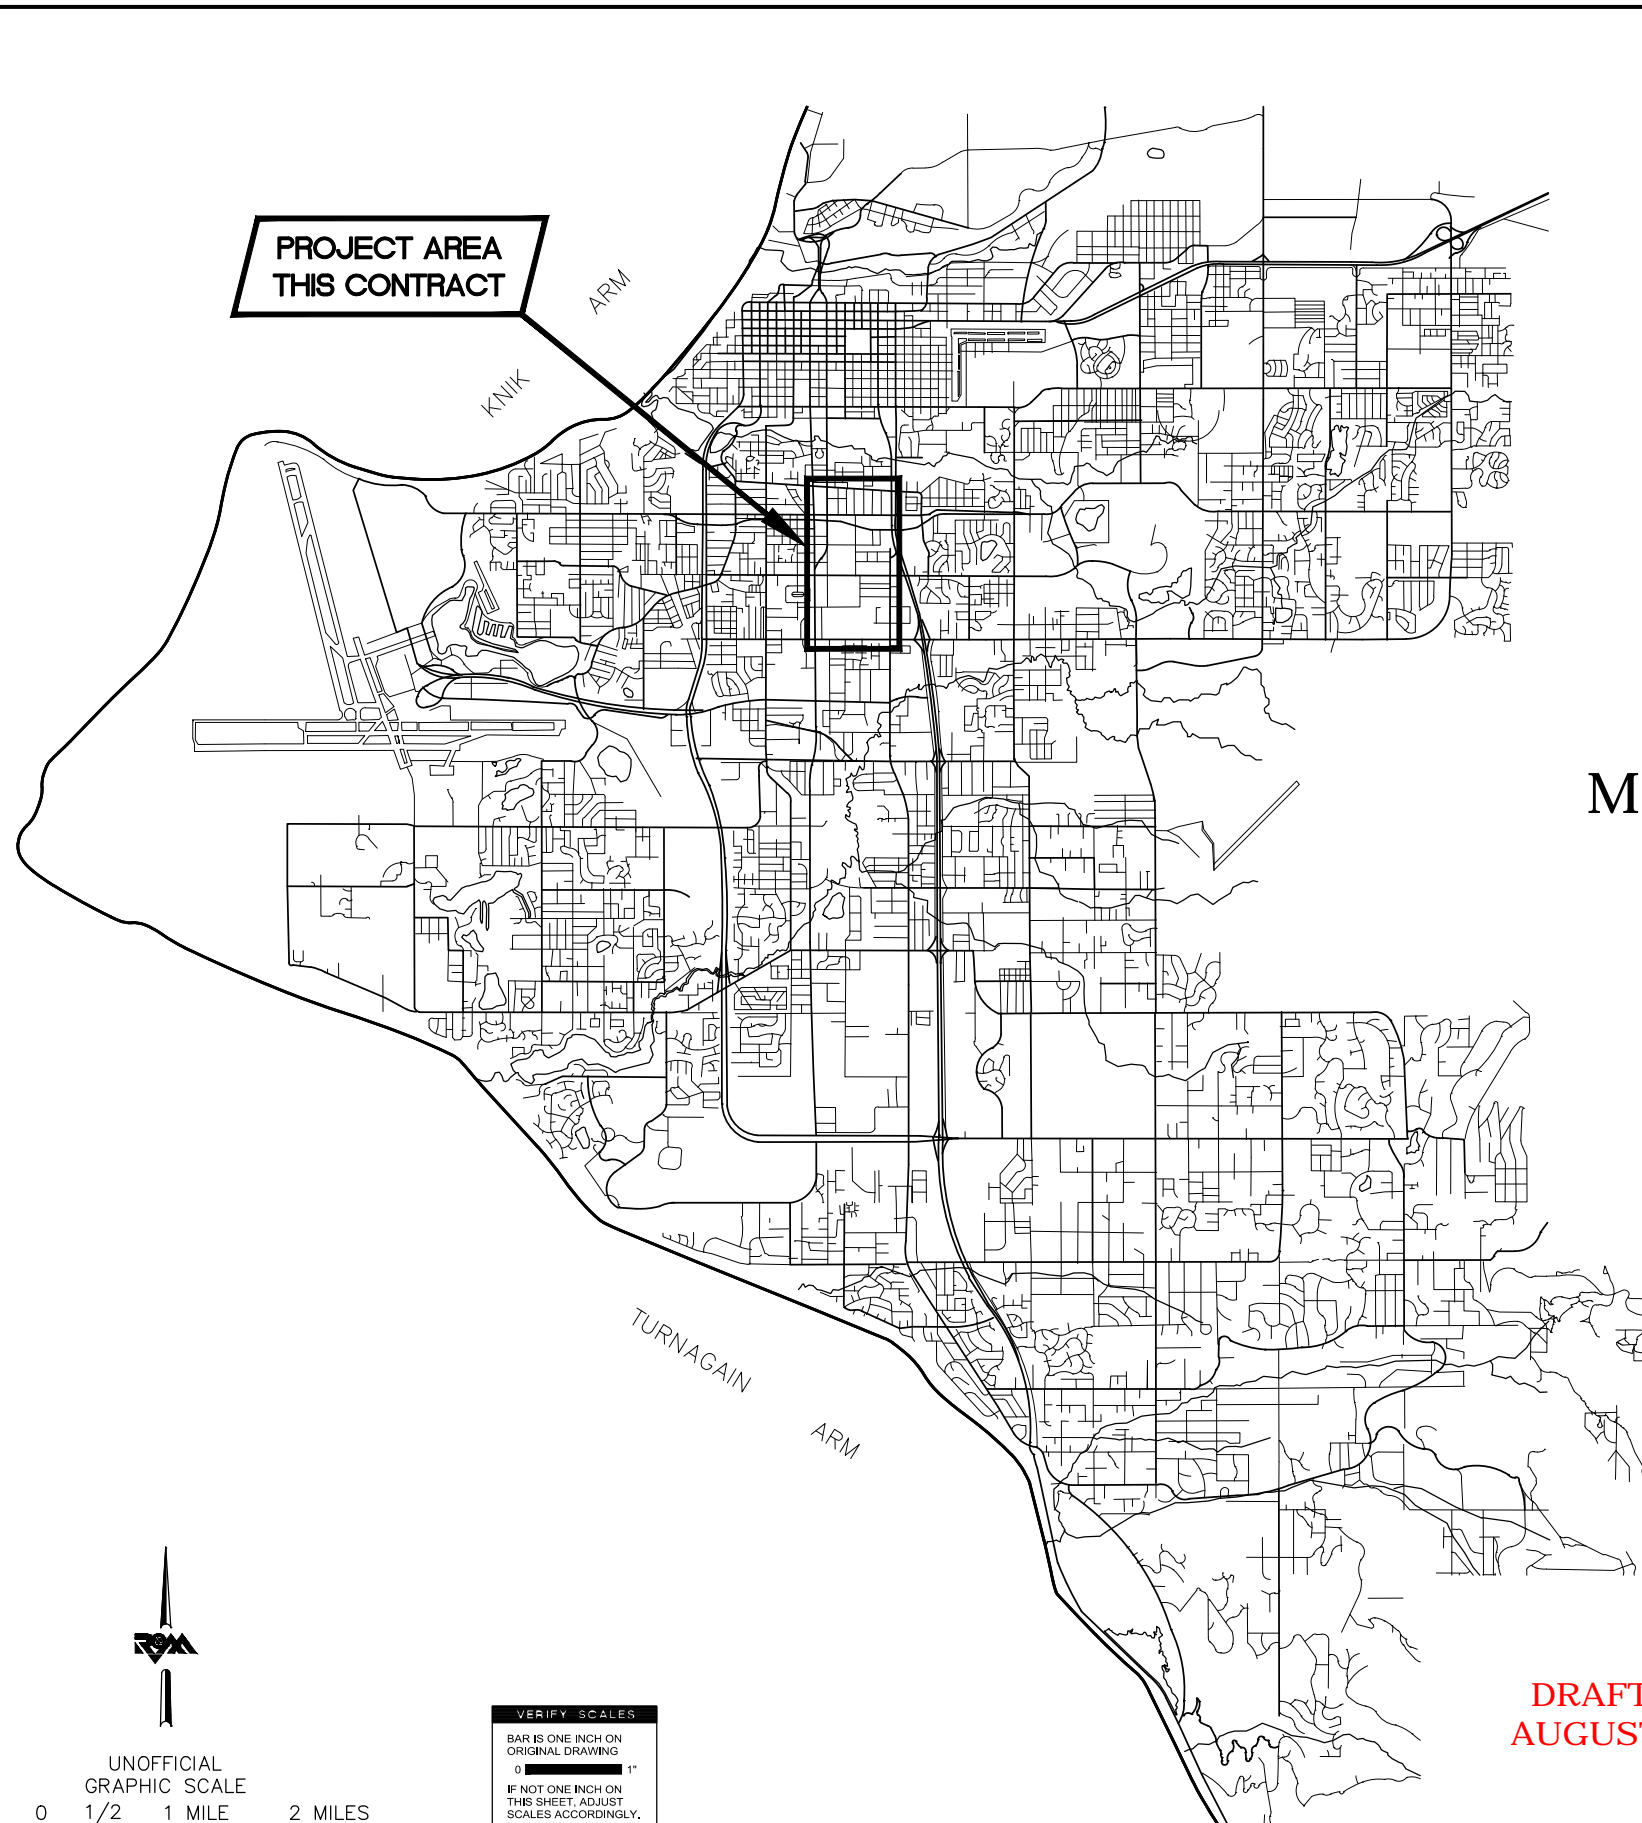 PROJECT AREA
THIS CONTRACT
KNIK ARM
M
TURNAGAIN ARM
DRAFT
AUGUST
UNOFFICIAL
GRAPHIC SCALE
0 1/2 1 MILE 2 MILES
VERIFY SCALES
BAR IS ONE INCH ON
ORIGINAL DRAWING
0 1"
IF NOT ONE INCH ON
THIS SHEET, ADJUST
SCALES ACCORDINGLY.